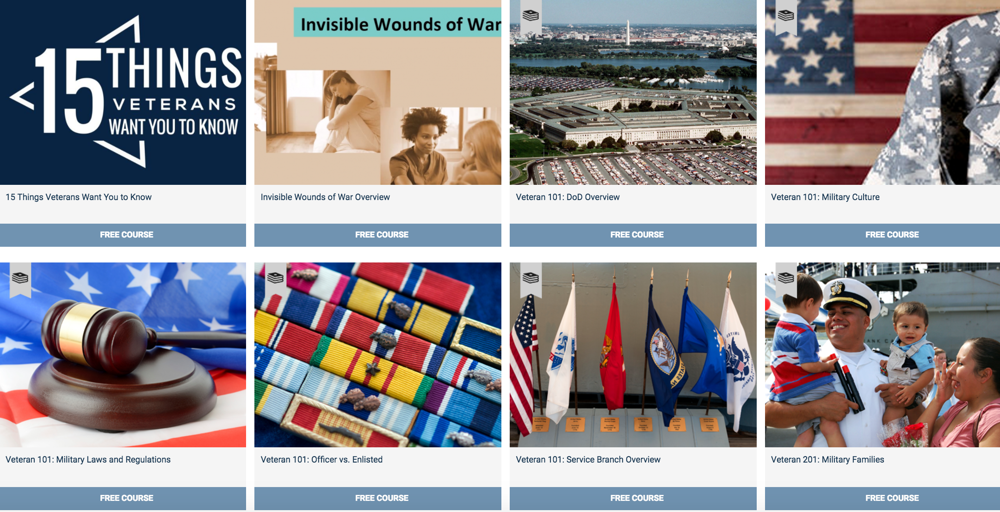 15 THINGS
VETERANS
WANT YOU TO KNOW
Invisible Wounds of War
15 Things Veterans Want You to Know
Invisible Wounds of War Overview
Veteran 101: DoD Overview
Veteran 101: Military Culture
FREE COURSE
FREE COURSE
FREE COURSE
FREE COURSE
UNITED
Veteran 101: Military Laws and Regulations
Veteran 101: Officer vs. Enlisted
Veteran 101: Service Branch Overview
Veteran 201: Military Families
FREE COURSE
FREE COURSE
FREE COURSE
FREE COURSE